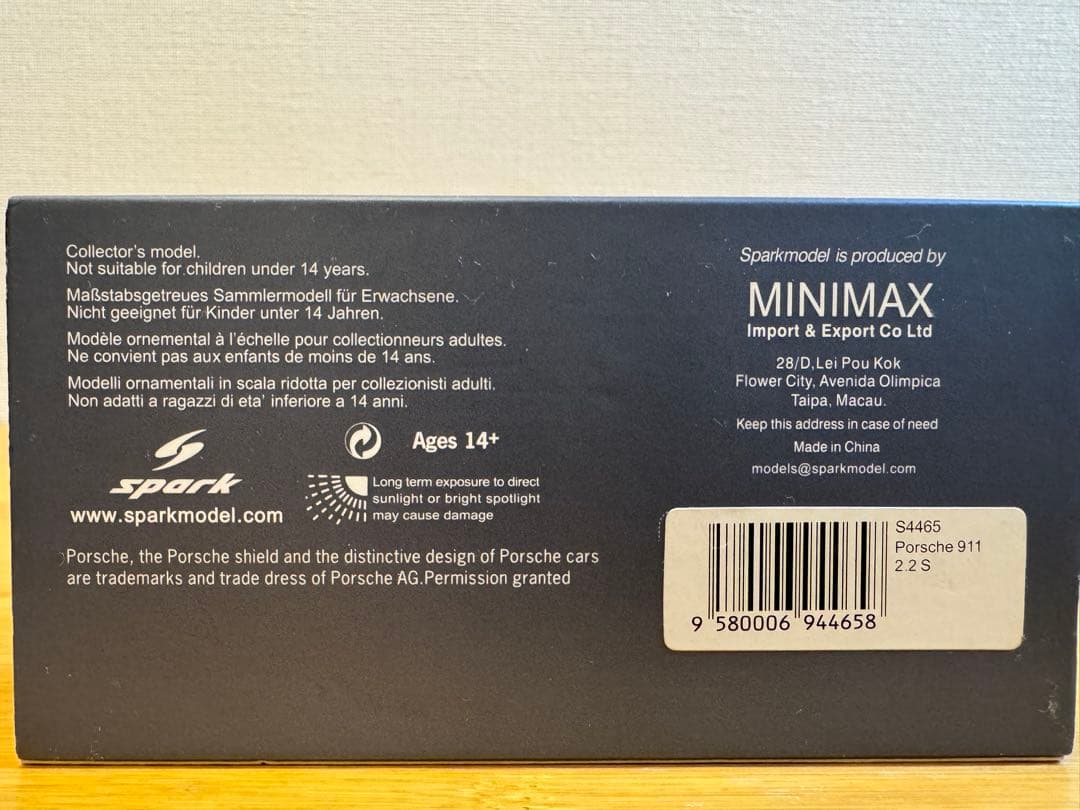 Collector's model.
Not suitable for children under 14 years.
Maßstabsgetreues Sammlermodell für Erwachsene.
Nicht geeignet für Kinder unter 14 Jahren.
Modèle ornemental à l'échelle pour collectionneurs adultes.
Ne convient pas aux enfants de moins de 14 ans.
Modelli ornamentali in scala ridotta per collezionisti adulti.
Non adatti a ragazzi di eta' inferiore a 14 anni.
Ages 14+
spark
www.sparkmodel.com
Long term exposure to direct
sunlight or bright spotlight
may cause damage
Porsche, the Porsche shield and the distinctive design of Porsche cars
are trademarks and trade dress of Porsche AG.Permission granted
Sparkmodel is produced by
MINIMAX
Import & Export Co Ltd
28/D,Lei Pou Kok
Flower City, Avenida Olimpica
Taipa, Macau.
Keep this address in case of need
Made in China
models@sparkmodel.com
S4465
Porsche 911
2.2 S
9 580006 944658